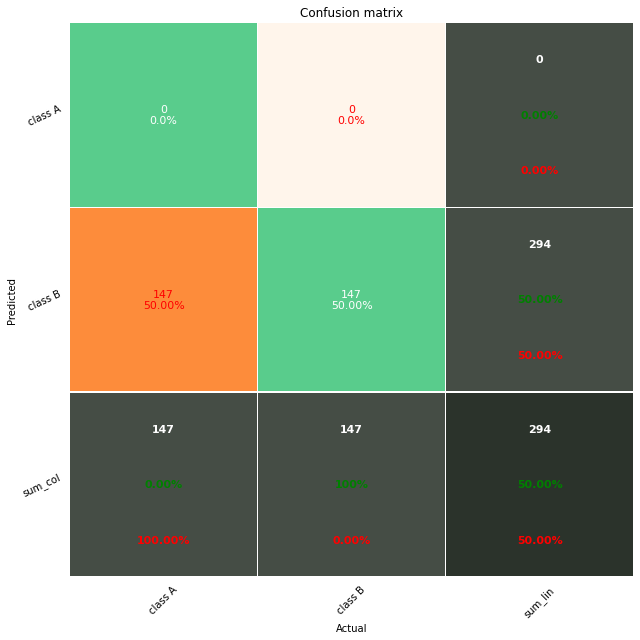 Confusion matrix
class A
0
0.0%
0
0.0%
0
0.00%
0.00%
Predicted
class B
147
50.00%
147
50.00%
294
50.00%
50.00%
sum_col
147
0.00%
100.00%
147
100%
0.00%
294
50.00%
50.00%
class A
class B
sum_lin
Actual